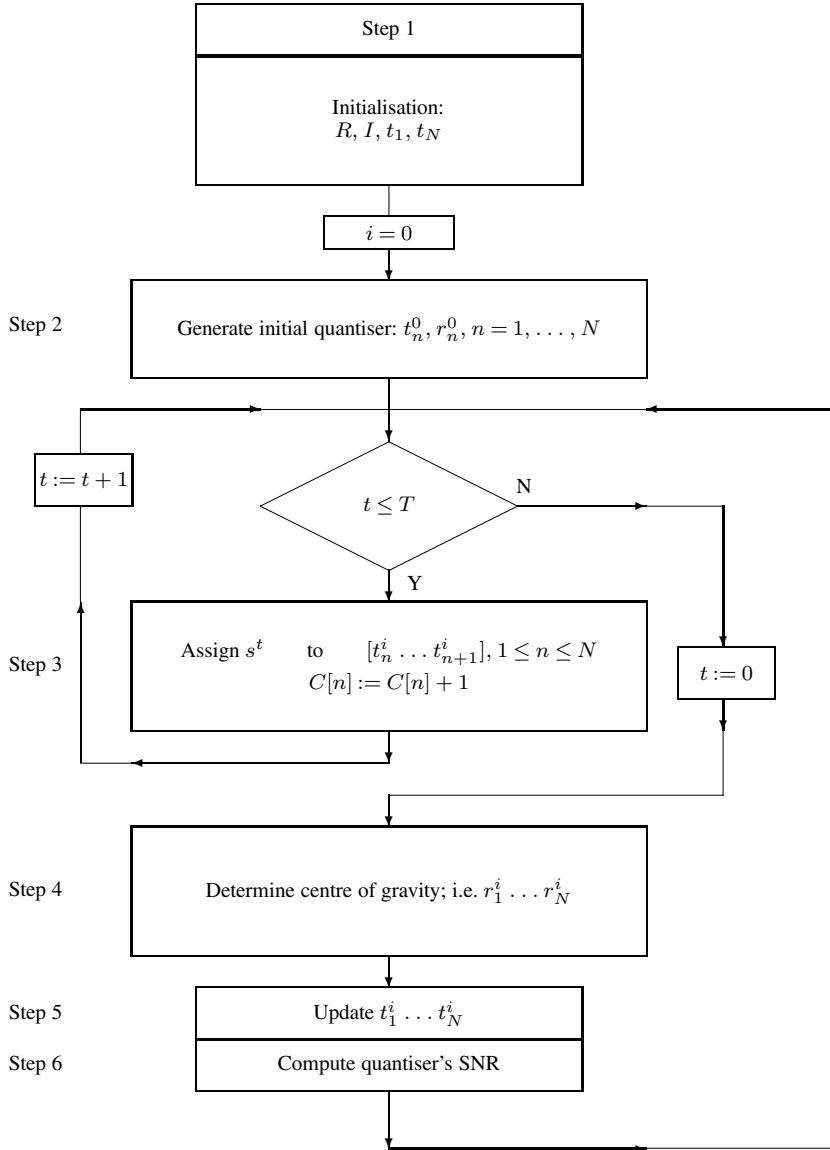 Step 1
Initialisation:
R, I, t₁, t_N
i = 0
Step 2
Generate initial quantiser: t_n^0, r_n^0, n = 1, . . . , N
t := t + 1
t ≤ T
N
Y
Step 3
Assign s^t to [t_n^i . . . t_{n+1}^i], 1 ≤ n ≤ N
C[n] := C[n] + 1
t := 0
Step 4
Determine centre of gravity; i.e. r_1^i . . . r_N^i
Step 5
Update t_1^i . . . t_N^i
Step 6
Compute quantiser's SNR